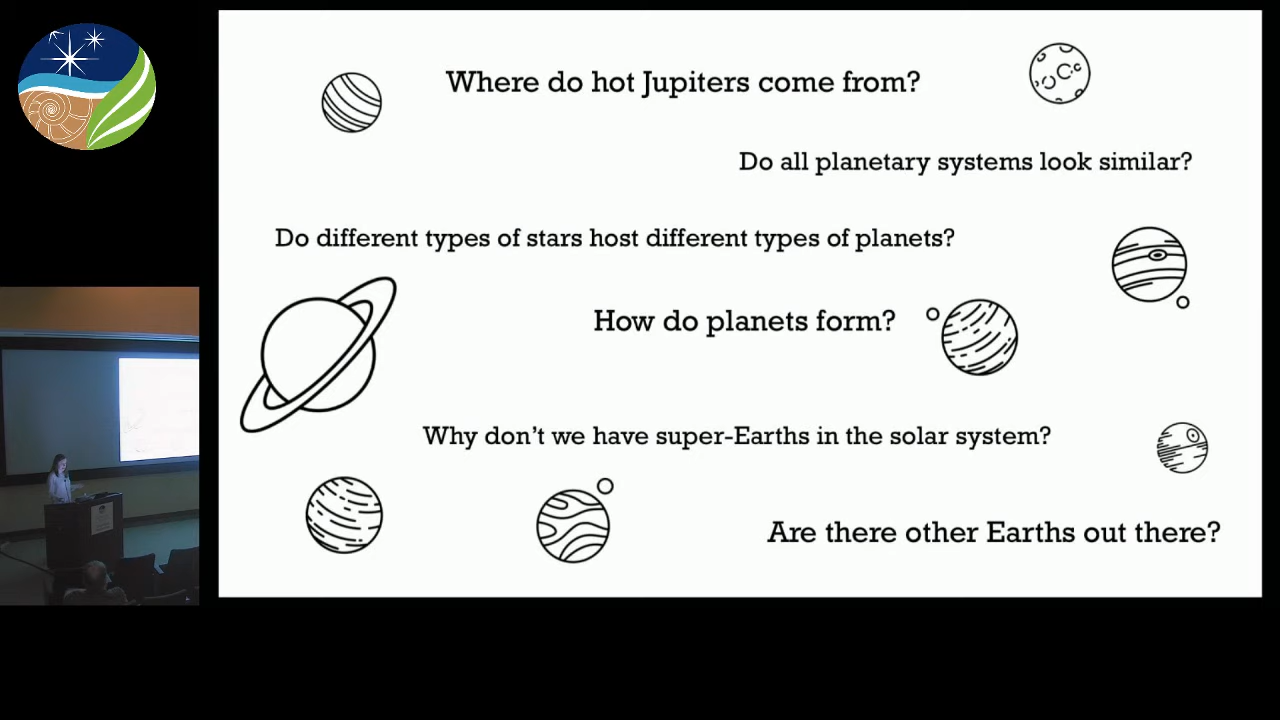 Where do hot Jupiters come from?
Do all planetary systems look similar?
Do different types of stars host different types of planets?
How do planets form?
Why don't we have super-Earths in the solar system?
Are there other Earths out there?